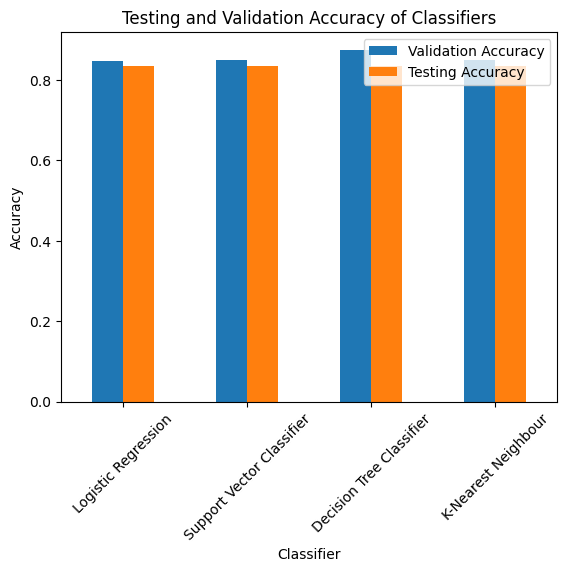 Testing and Validation Accuracy of Classifiers
Validation Accuracy
Testing Accuracy
Accuracy
0.8
0.6
0.4
0.2
0.0
Logistic Regression
Support Vector Classifier
Decision Tree Classifier
K-Nearest Neighbour
Classifier